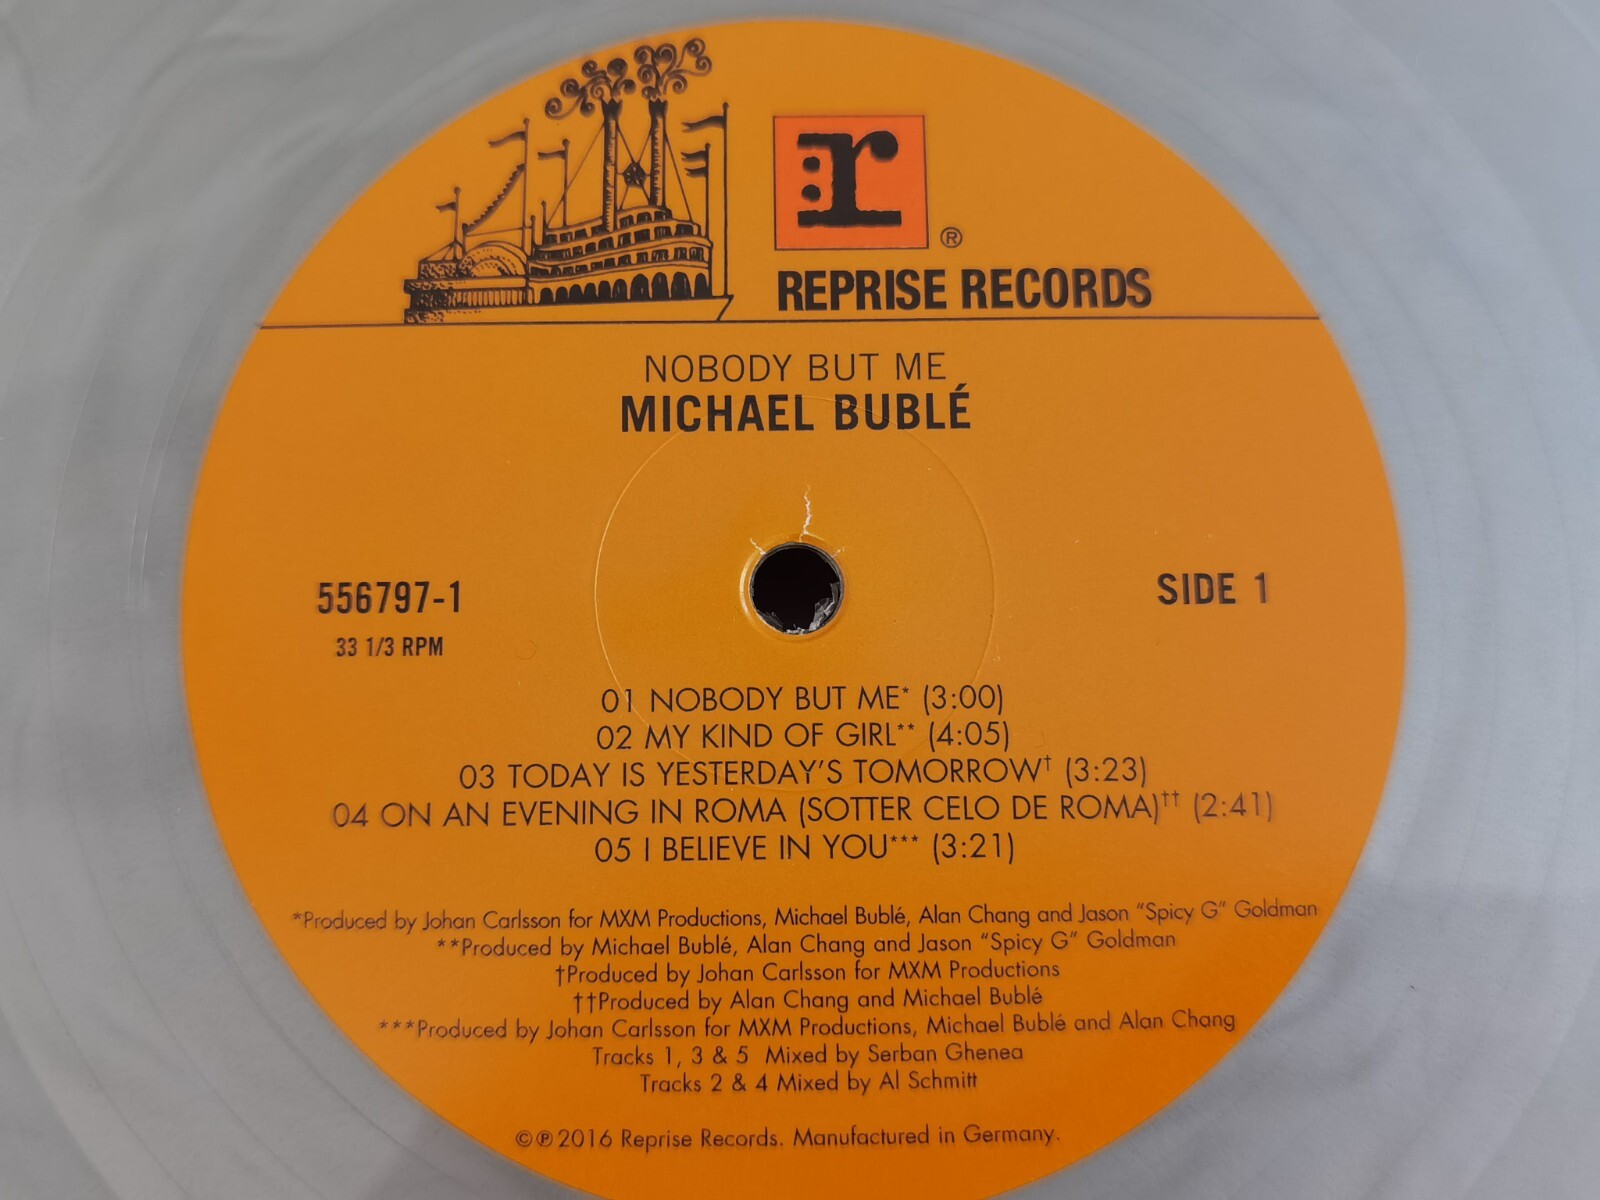 :r
®
REPRISE RECORDS
NOBODY BUT ME
MICHAEL BUBLÉ
556797-1
SIDE 1
33 1/3 RPM
01 NOBODY BUT ME* (3:00)
02 MY KIND OF GIRL** (4:05)
03 TODAY IS YESTERDAY'S TOMORROW† (3:23)
04 ON AN EVENING IN ROMA (SOTTER CELO DE ROMA)†† (2:41)
05 I BELIEVE IN YOU*** (3:21)
*Produced by Johan Carlsson for MXM Productions, Michael Bublé, Alan Chang and Jason "Spicy G" Goldman
**Produced by Michael Bublé, Alan Chang and Jason "Spicy G" Goldman
†Produced by Johan Carlsson for MXM Productions
††Produced by Alan Chang and Michael Bublé
***Produced by Johan Carlsson for MXM Productions, Michael Bublé and Alan Chang
Tracks 1, 3 & 5 Mixed by Serban Ghenea
Tracks 2 & 4 Mixed by Al Schmitt
©℗2016 Reprise Records. Manufactured in Germany.